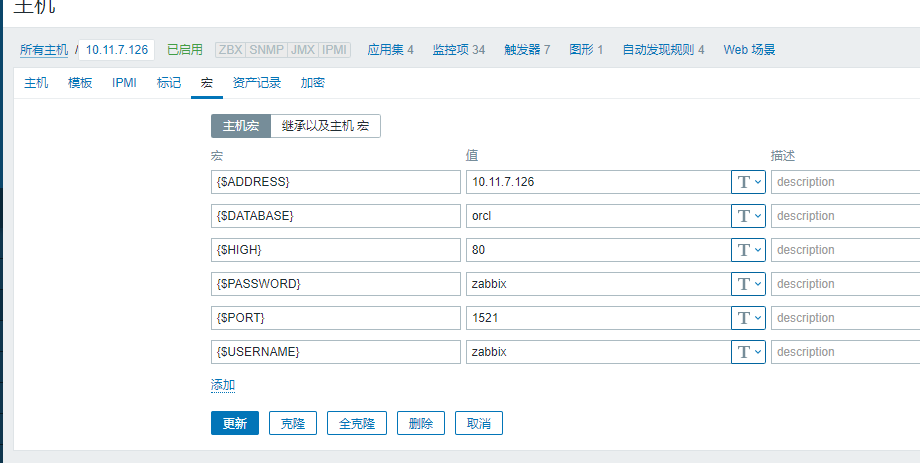 主机
所有主机 / 10.11.7.126 已启用 ZBX SNMP JMX IPMI 应用集 4 监控项 34 触发器 7 图形 1 自动发现规则 4 Web 场景
主机 模板 IPMI 标记 宏 资产记录 加密
主机宏 继承以及主机 宏
宏 值 描述
{$ADDRESS} 10.11.7.126 T description
{$DATABASE} orcl T description
{$HIGH} 80 T description
{$PASSWORD} zabbix T description
{$PORT} 1521 T description
{$USERNAME} zabbix T description
添加
更新 克隆 全克隆 删除 取消